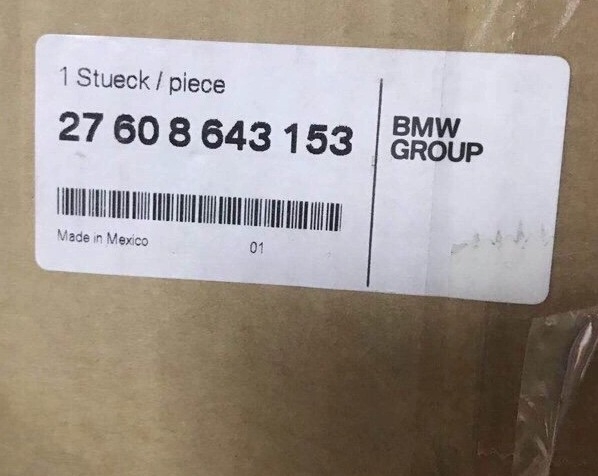 1 Stueck / piece
27 60 8 643 153
BMW
GROUP
Made in Mexico
01